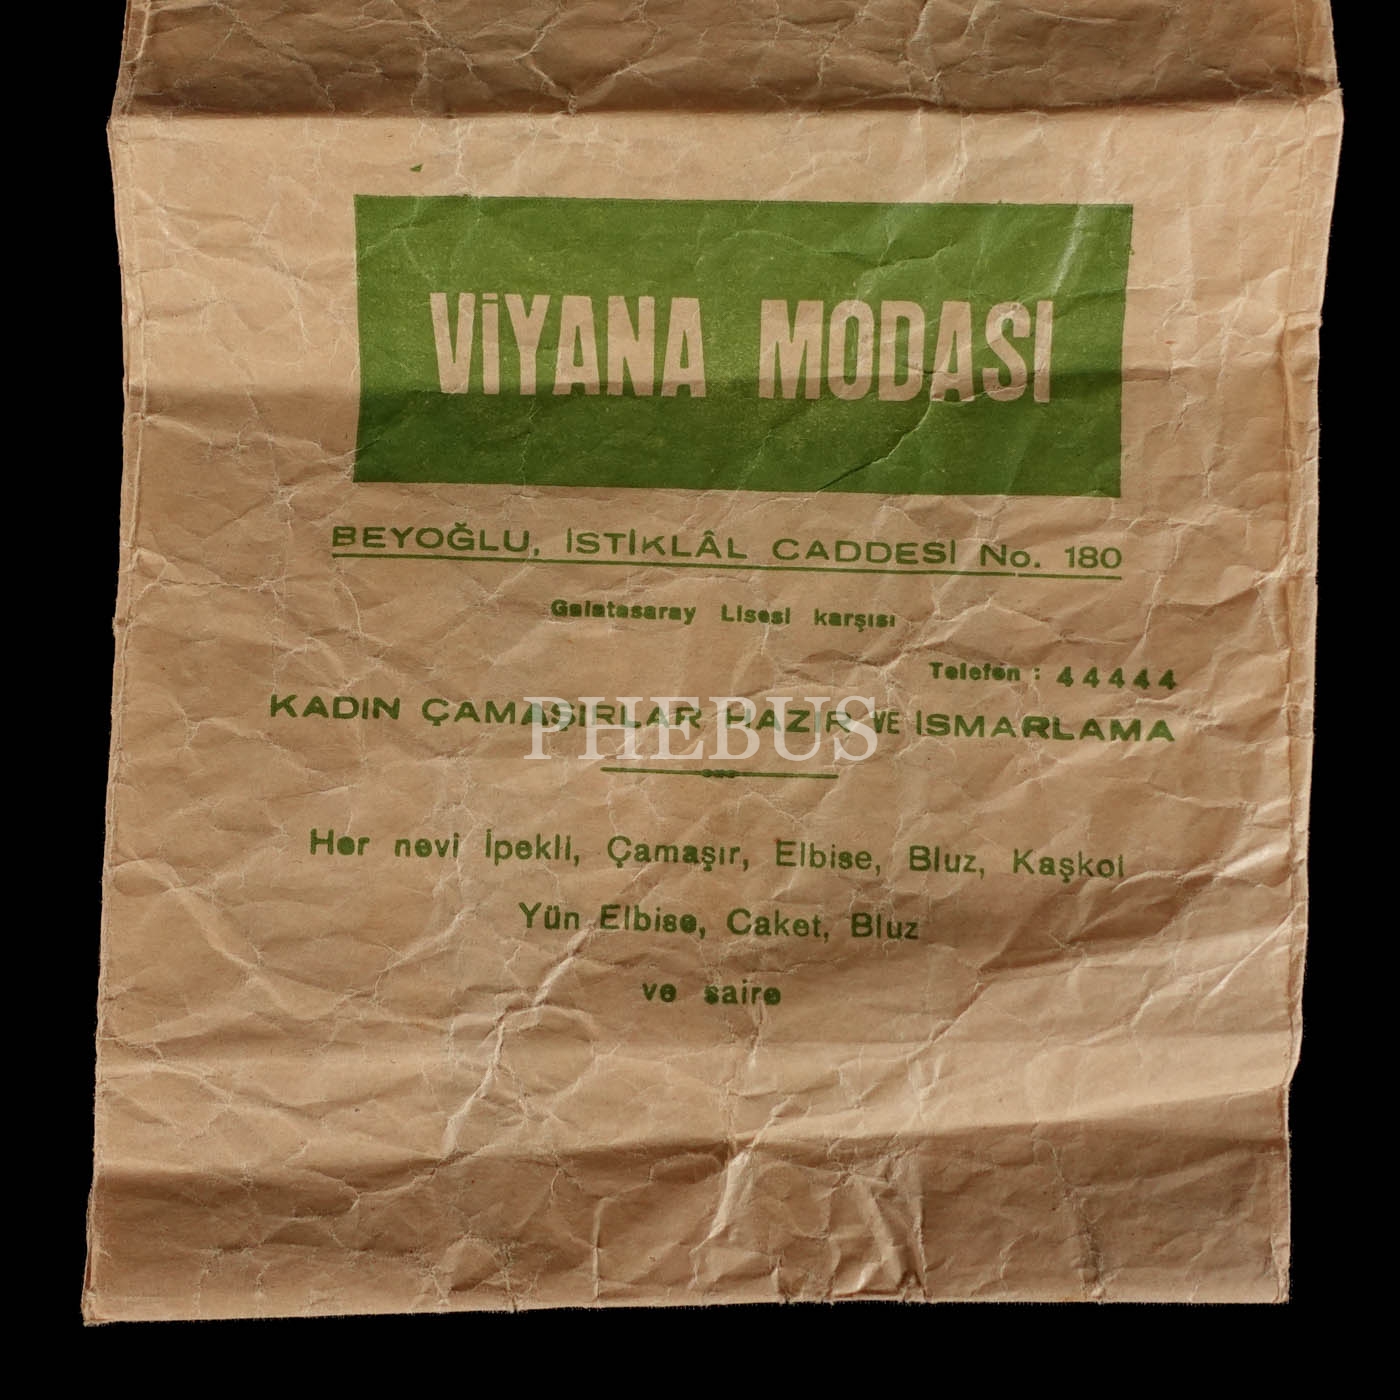 VİYANA MODASI
BEYOĞLU, İSTİKLÂL CADDESİ No. 180
Galatasaray Lisesi karşısı
Telefon : 44444
KADIN ÇAMAŞIRLAR HAZIR VE ISMARLAMA
PHEBUS
Her nevi İpekli, Çamaşır, Elbise, Bluz, Kaşkol
Yün Elbise, Caket, Bluz
ve saire